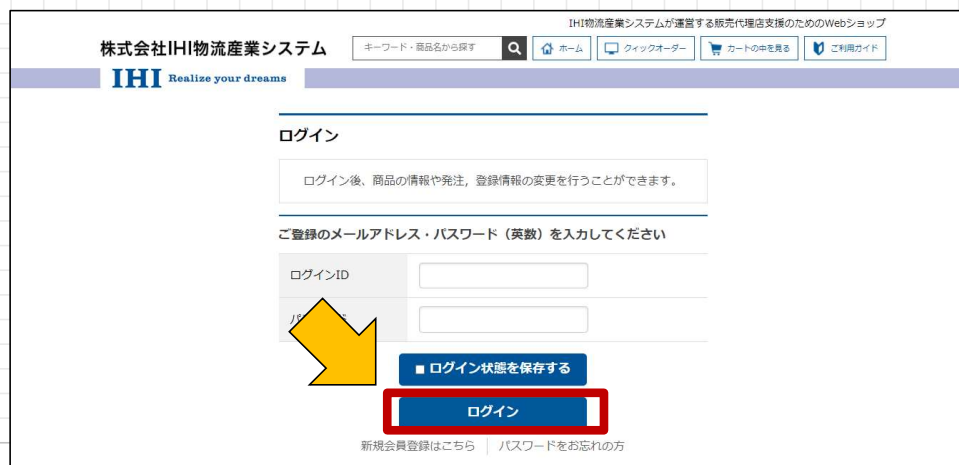 IHI物流産業システムが運営する販売代理店支援のためのWebショップ
株式会社IHI物流産業システム
キーワード・商品名から探す
ホーム
クィックオーダー
カートの中を見る
ご利用ガイド
IHI Realize your dreams
ログイン
ログイン後、商品の情報や発注，登録情報の変更を行うことができます。
ご登録のメールアドレス・パスワード（英数）を入力してください
ログインID
■ ログイン状態を保存する
ログイン
新規会員登録はこちら
パスワードをお忘れの方